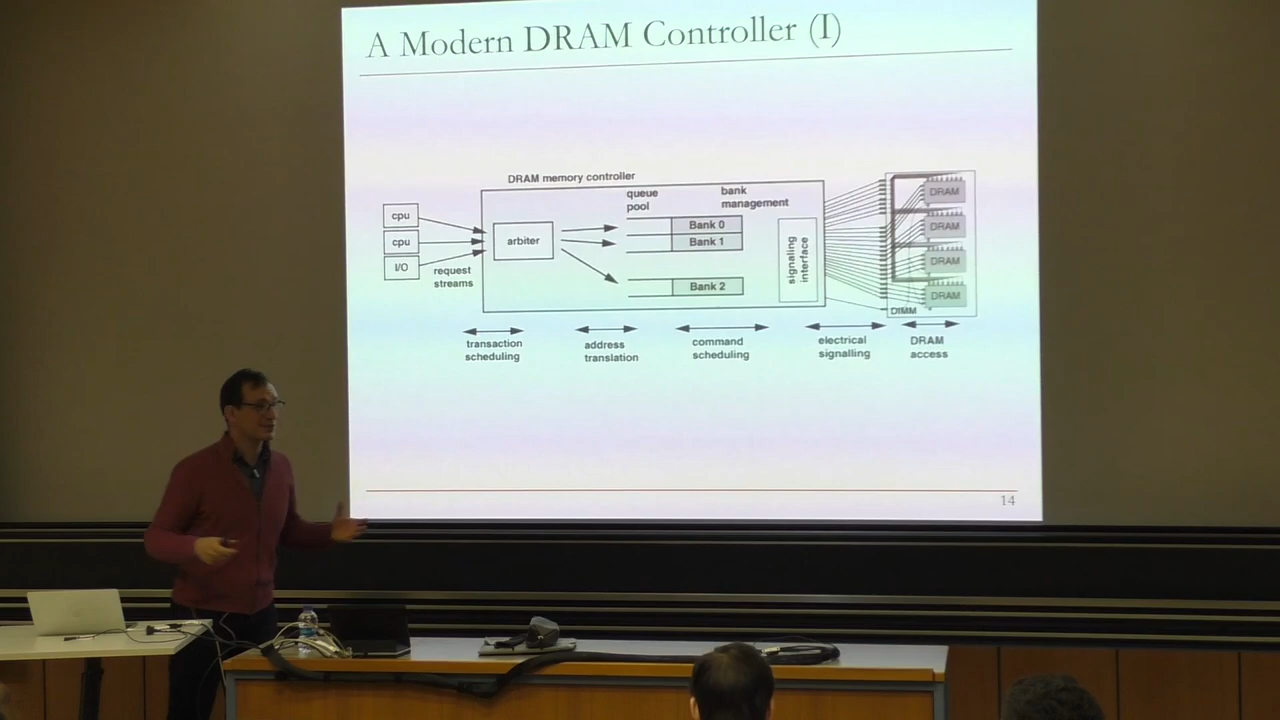 A Modern DRAM Controller (I)
DRAM memory controller
queue
pool
bank
management
cpu
cpu
I/O
request
streams
arbiter
Bank 0
Bank 1
Bank 2
signaling
interface
DRAM
DRAM
DRAM
DRAM
DIMM
transaction
scheduling
address
translation
command
scheduling
electrical
signalling
DRAM
access
14